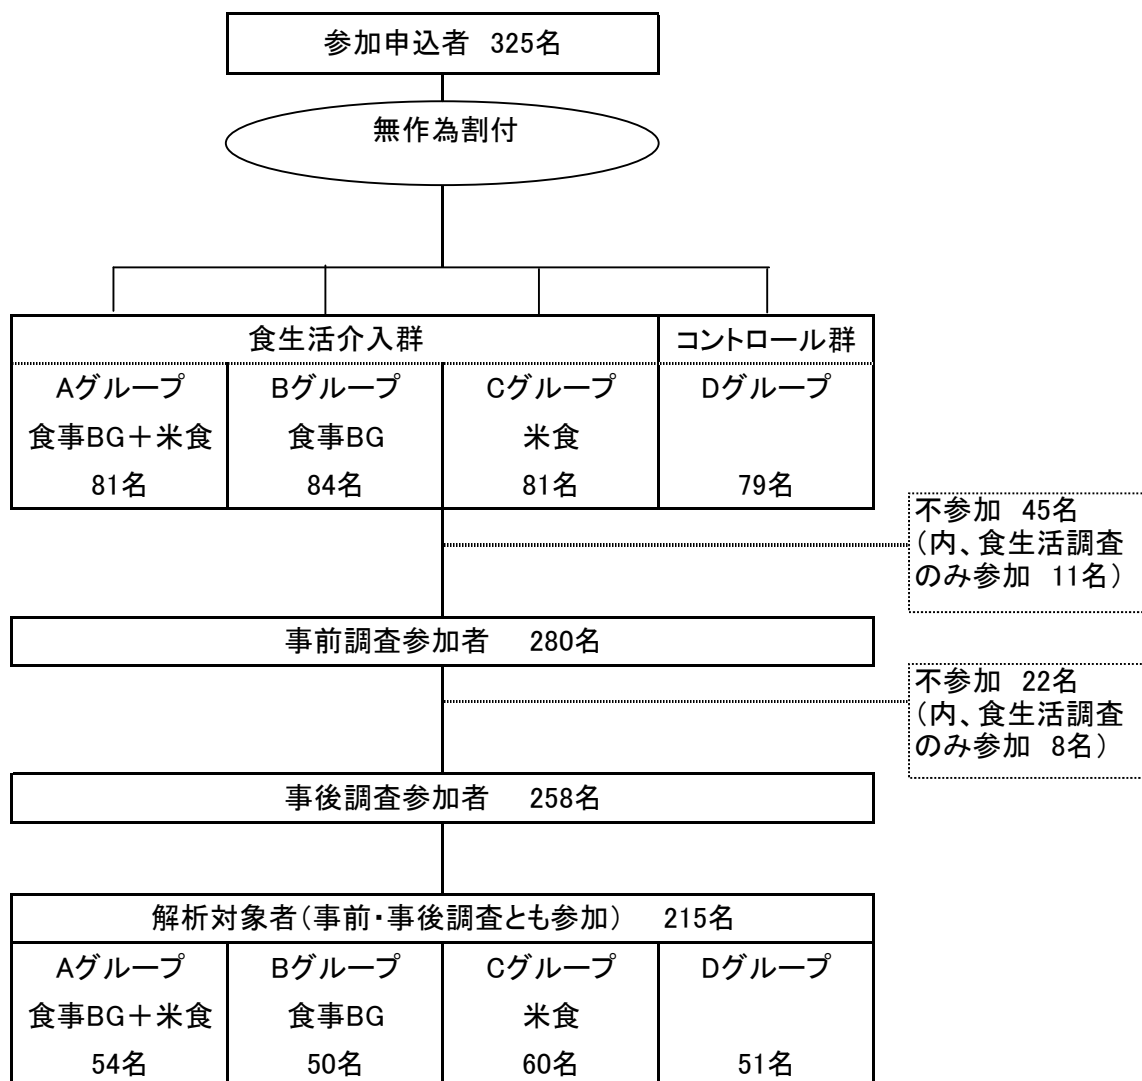 参加申込者 325名
無作為割付
食生活介入群 コントロール群
Aグループ Bグループ Cグループ Dグループ
食事BG＋米食 食事BG 米食
81名 84名 81名 79名
不参加 45名
（内、食生活調査
のみ参加 11名）
事前調査参加者 280名
不参加 22名
（内、食生活調査
のみ参加 8名）
事後調査参加者 258名
解析対象者（事前・事後調査とも参加） 215名
Aグループ Bグループ Cグループ Dグループ
食事BG＋米食 食事BG 米食
54名 50名 60名 51名